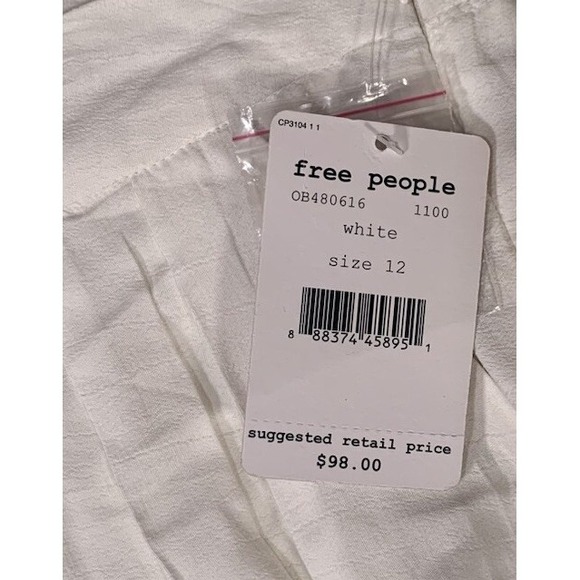 CP3104 1 1
free people
OB480616 1100
white
size 12
8 88374 45895 1
suggested retail price
$98.00